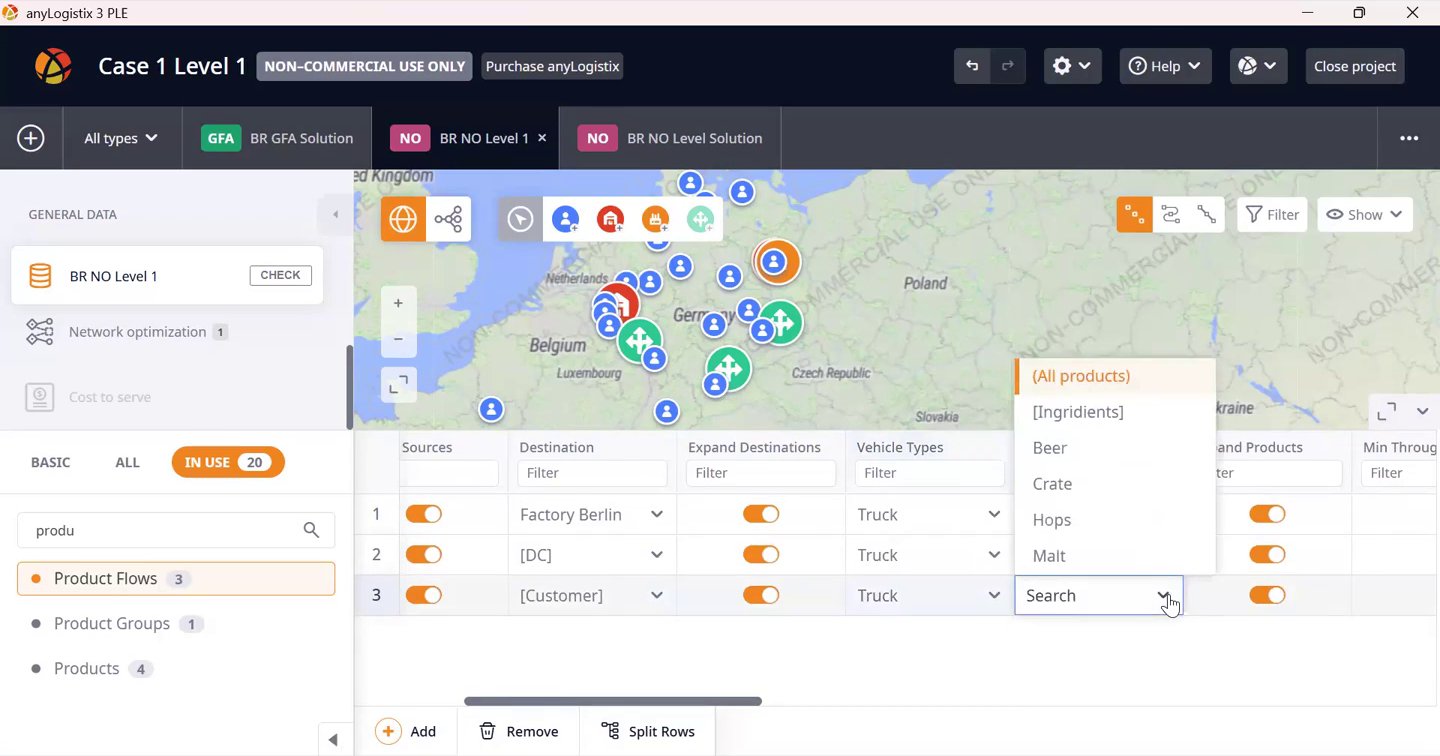 anyLogistix 3 PLE
Case 1 Level 1 NON-COMMERCIAL USE ONLY Purchase anyLogistix Help Close project
All types GFA BR GFA Solution NO BR NO Level 1 NO BR NO Level Solution
GENERAL DATA
BR NO Level 1 CHECK
Network optimization 1
Cost to serve
BASIC ALL IN USE 20
produ
Product Flows 3
Product Groups 1
Products 4
ed Kingdom
Filter Show
Netherlands
Poland
Belgium
Luxembourg
Czech Republic
Slovakia
kraine
NON-COMMERCIAL USE ONLY
(All products)
[Ingridients]
Beer
Crate
Hops
Malt
Sources Destination Expand Destinations Vehicle Types and Products Min Throug
Filter Filter Filter ter Filter
1 Factory Berlin Truck
2 [DC] Truck
3 [Customer] Truck Search
Add Remove Split Rows